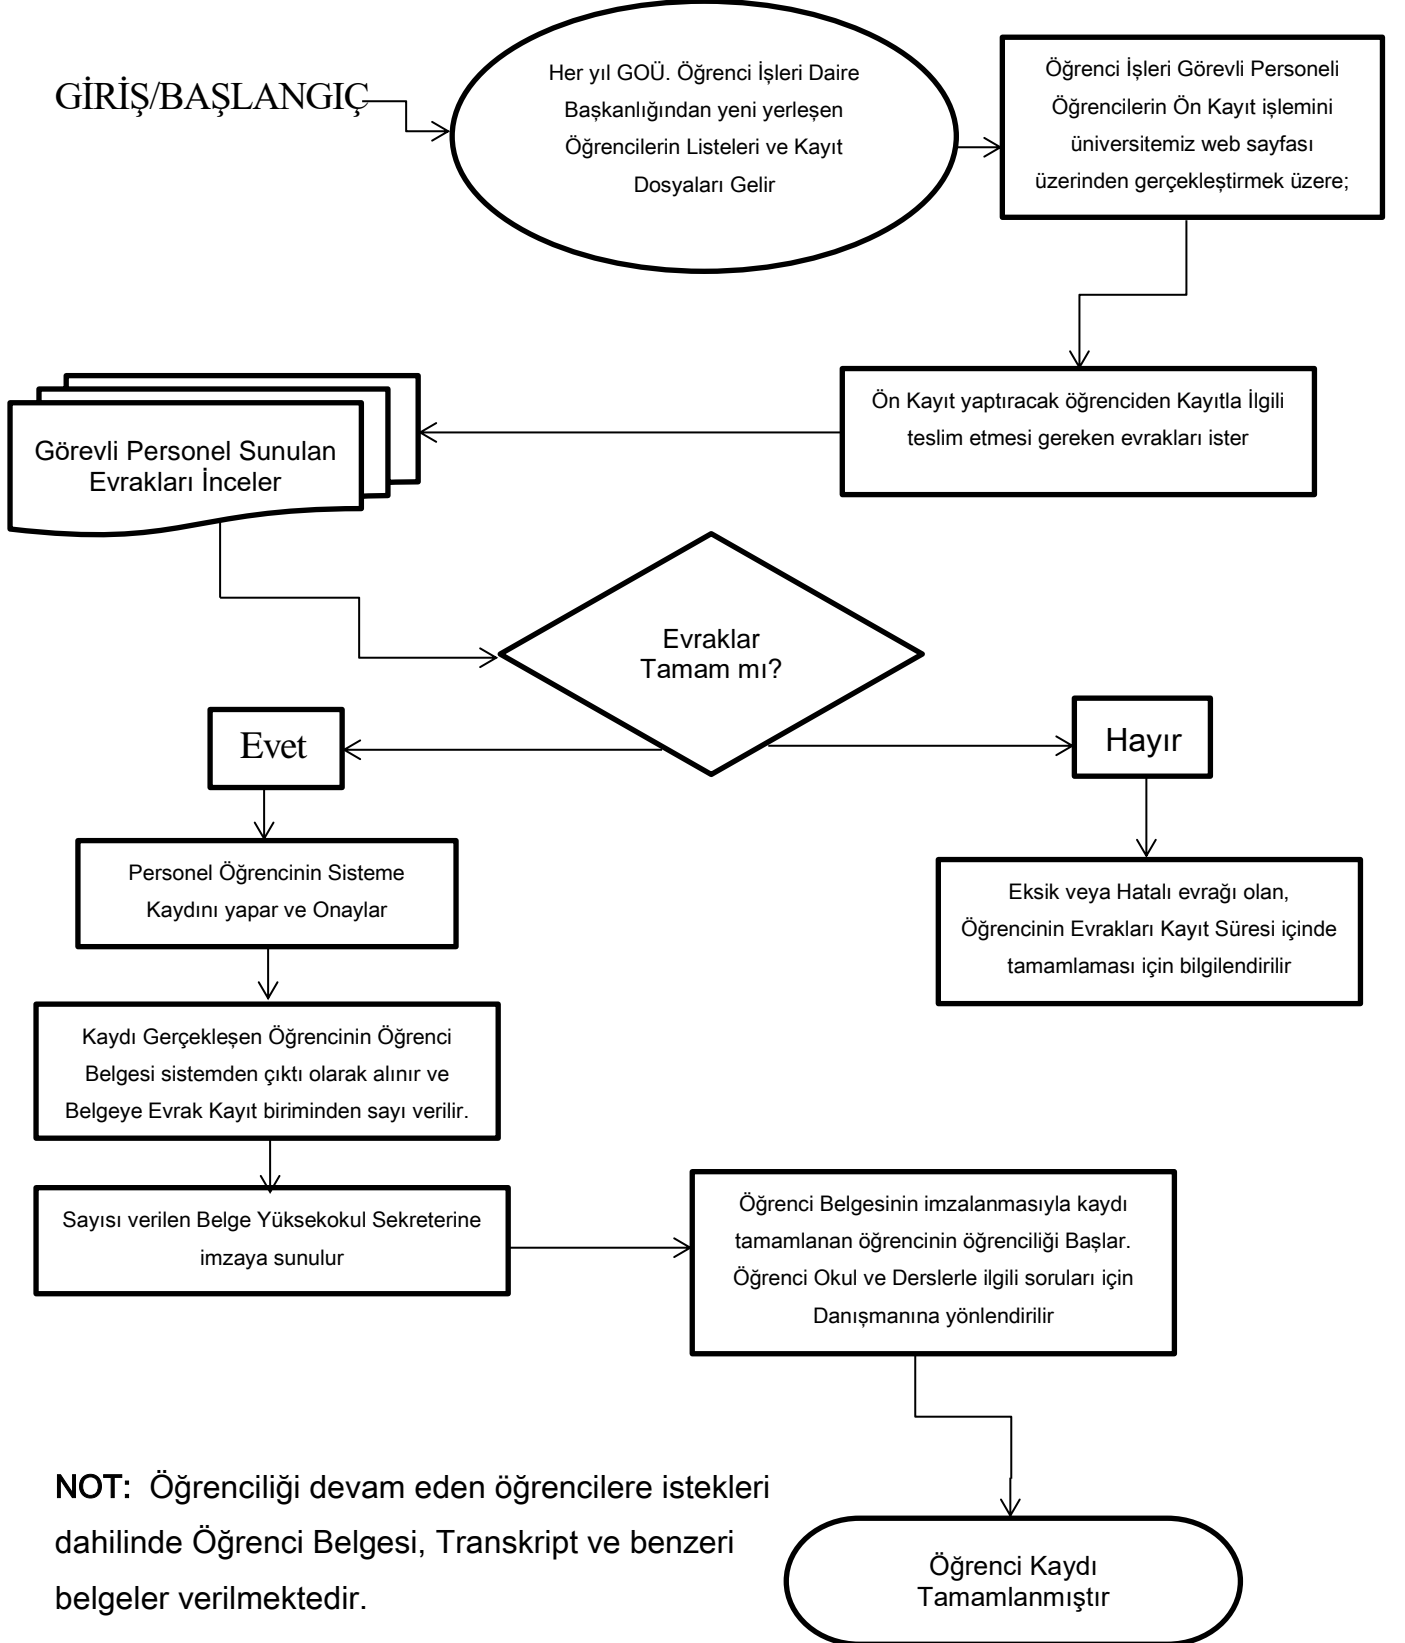 GİRİŞ/BAŞLANGIÇ
Her yıl GOÜ. Öğrenci İşleri Daire
Başkanlığından yeni yerleşen
Öğrencilerin Listeleri ve Kayıt
Dosyaları Gelir
Öğrenci İşleri Görevli Personeli
Öğrencilerin Ön Kayıt işlemini
üniversitemiz web sayfası
üzerinden gerçekleştirmek üzere;
Ön Kayıt yaptıracak öğrenciden Kayıtla İlgili
teslim etmesi gereken evrakları ister
Görevli Personel Sunulan
Evrakları İnceler
Evraklar
Tamam mı?
Evet
Hayır
Personel Öğrencinin Sisteme
Kaydını yapar ve Onaylar
Eksik veya Hatalı evrağı olan,
Öğrencinin Evrakları Kayıt Süresi içinde
tamamlaması için bilgilendirilir
Kaydı Gerçekleşen Öğrencinin Öğrenci
Belgesi sistemden çıktı olarak alınır ve
Belgeye Evrak Kayıt biriminden sayı verilir.
Sayısı verilen Belge Yüksekokul Sekreterine
imzaya sunulur
Öğrenci Belgesinin imzalanmasıyla kaydı
tamamlanan öğrencinin öğrenciliği Başlar.
Öğrenci Okul ve Derslerle ilgili soruları için
Danışmanına yönlendirilir
NOT: Öğrenciliği devam eden öğrencilere istekleri
dahilinde Öğrenci Belgesi, Transkript ve benzeri
belgeler verilmektedir.
Öğrenci Kaydı
Tamamlanmıştır